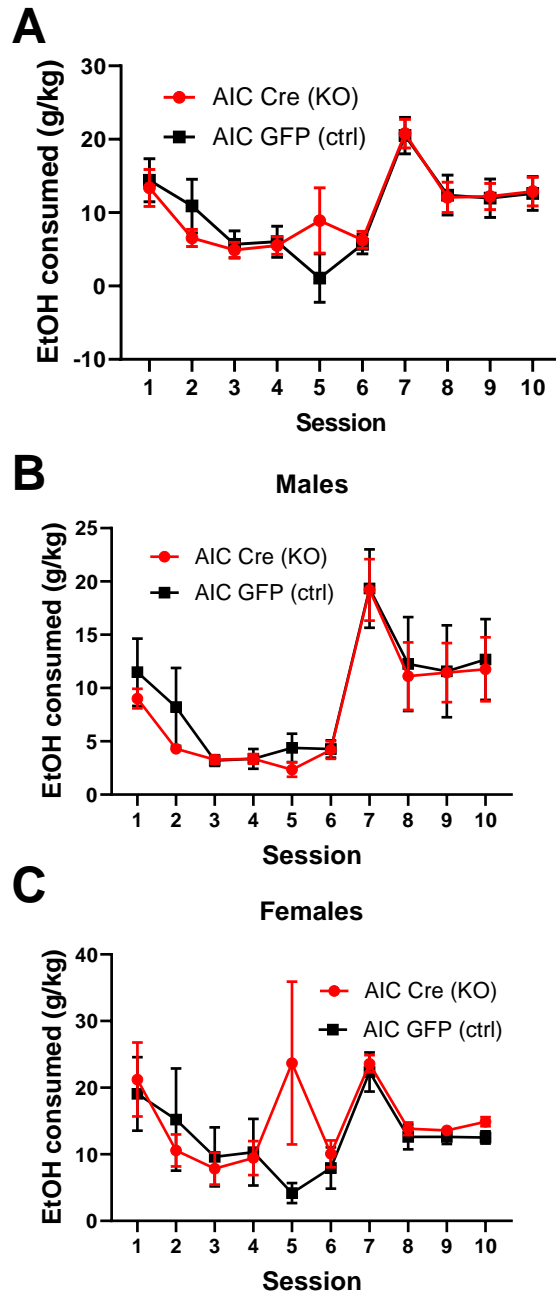 A
EtOH consumed (g/kg)
30
20
10
0
-10
AIC Cre (KO)
AIC GFP (ctrl)
1 2 3 4 5 6 7 8 9 10
Session
B
Males
EtOH consumed (g/kg)
25
20
15
10
5
0
AIC Cre (KO)
AIC GFP (ctrl)
1 2 3 4 5 6 7 8 9 10
Session
C
Females
EtOH consumed (g/kg)
40
30
20
10
0
AIC Cre (KO)
AIC GFP (ctrl)
1 2 3 4 5 6 7 8 9 10
Session